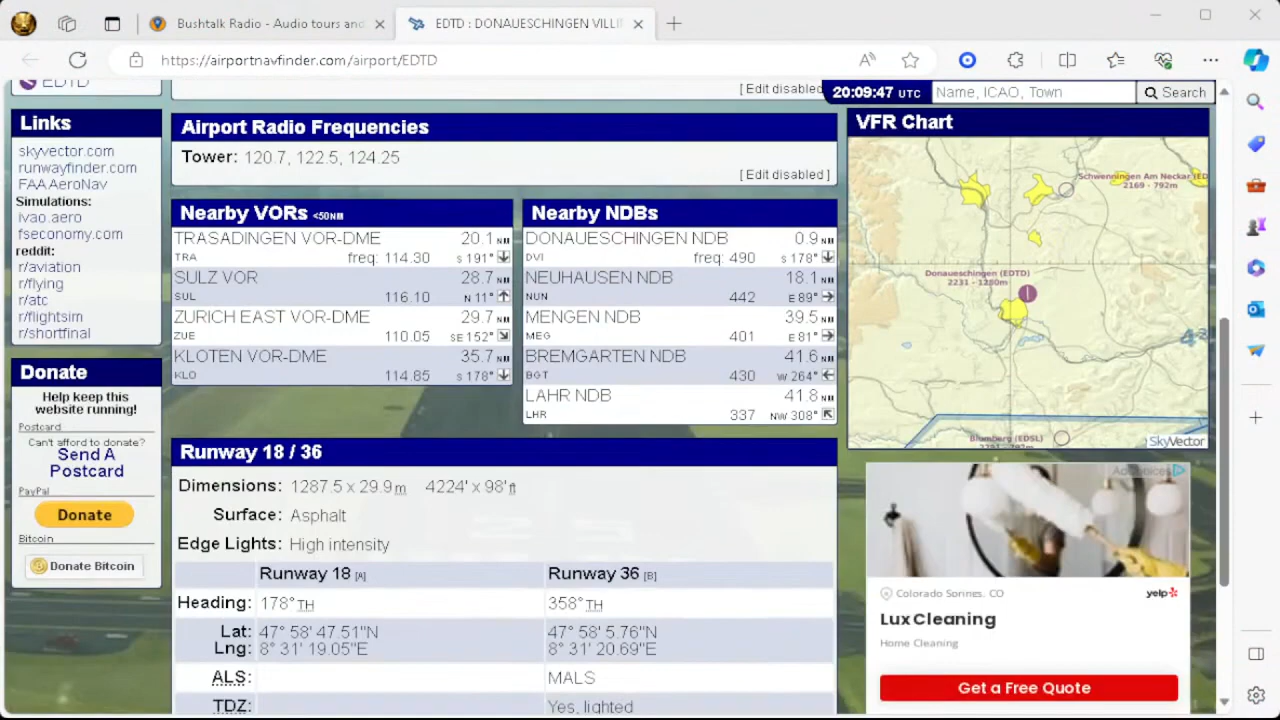 Bushtalk Radio - Audio tours and
EDTD : DONAUESCHINGEN VILLI
https://airportnavfinder.com/airport/EDTD
EDTD
[ Edit disabled
20:09:47 UTC
Name, ICAO, Town
Search
Links
skyvector.com
runwayfinder.com
FAA AeroNav
Simulations:
ivao.aero
fseconomy.com
reddit:
r/aviation
r/flying
r/atc
r/flightsim
r/shortfinal
Donate
Help keep this
website running!
Postcard
Can't afford to donate?
Send A
Postcard
PayPal
Donate
Bitcoin
Donate Bitcoin
Airport Radio Frequencies
Tower: 120.7, 122.5, 124.25
[ Edit disabled ]
Nearby VORs <50NM
TRASADINGEN VOR-DME 20.1 NM
TRA freq: 114.30 S 191°
SULZ VOR 28.7 NM
SUL 116.10 N 11°
ZURICH EAST VOR-DME 29.7 NM
ZUE 110.05 SE 152°
KLOTEN VOR-DME 35.7 NM
KLO 114.85 S 178°
Nearby NDBs
DONAUESCHINGEN NDB 0.9 NM
DVI freq: 490 S 178°
NEUHAUSEN NDB 18.1 NM
NUN 442 E 89°
MENGEN NDB 39.5 NM
MEG 401 E 81°
BREMGARTEN NDB 41.6 NM
BGT 430 W 264°
LAHR NDB 41.8 NM
LHR 337 NW 308°
Runway 18 / 36
Dimensions: 1287.5 x 29.9 m 4224' x 98' ft
Surface: Asphalt
Edge Lights: High intensity
Runway 18 [A] Runway 36 [B]
Heading: 178° TH 358° TH
Lat: 47° 58' 47.51"N 47° 58' 5.76"N
Lng: 8° 31' 19.05"E 8° 31' 20.69"E
ALS: MALS
TDZ: Yes, lighted
VFR Chart
Schwenningen Am Neckar (ED
2169 - 792m
Donaueschingen (EDTD)
2231 - 1280m
Blumberg (EDSL)
SkyVector
Colorado Springs, CO
yelp
Lux Cleaning
Home Cleaning
Get a Free Quote